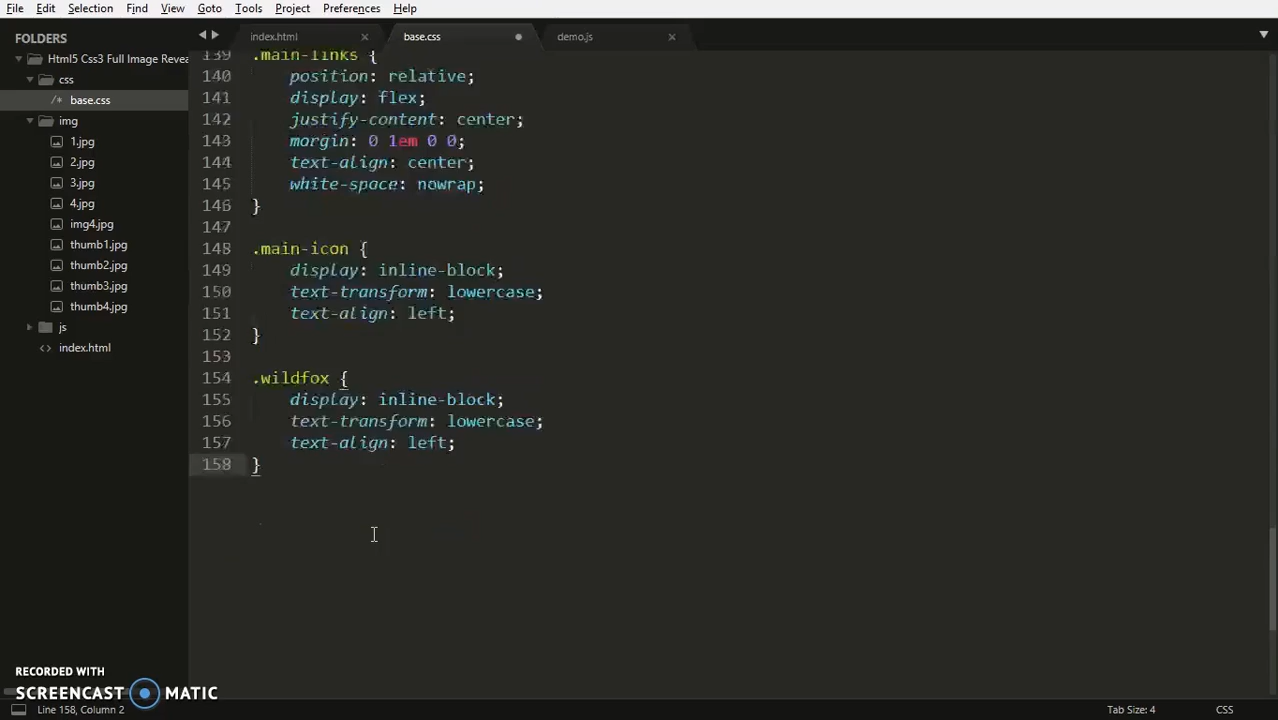 File Edit Selection Find View Goto Tools Project Preferences Help
FOLDERS
Html5 Css3 Full Image Revea
css
/* base.css
img
1.jpg
2.jpg
3.jpg
4.jpg
img4.jpg
thumb1.jpg
thumb2.jpg
thumb3.jpg
thumb4.jpg
js
<> index.html
index.html × base.css demo.js ×
139 .main-links {
140 position: relative;
141 display: flex;
142 justify-content: center;
143 margin: 0 1em 0 0;
144 text-align: center;
145 white-space: nowrap;
146 }
147
148 .main-icon {
149 display: inline-block;
150 text-transform: lowercase;
151 text-align: left;
152 }
153
154 .wildfox {
155 display: inline-block;
156 text-transform: lowercase;
157 text-align: left;
158 }
RECORDED WITH
SCREENCAST MATIC
Line 158, Column 2 Tab Size: 4 CSS